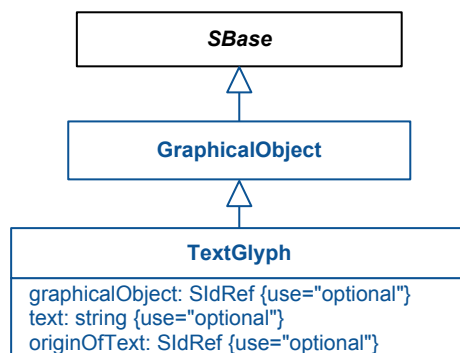 SBase
GraphicalObject
TextGlyph
graphicalObject: SIdRef {use="optional"}
text: string {use="optional"}
originOfText: SIdRef {use="optional"}